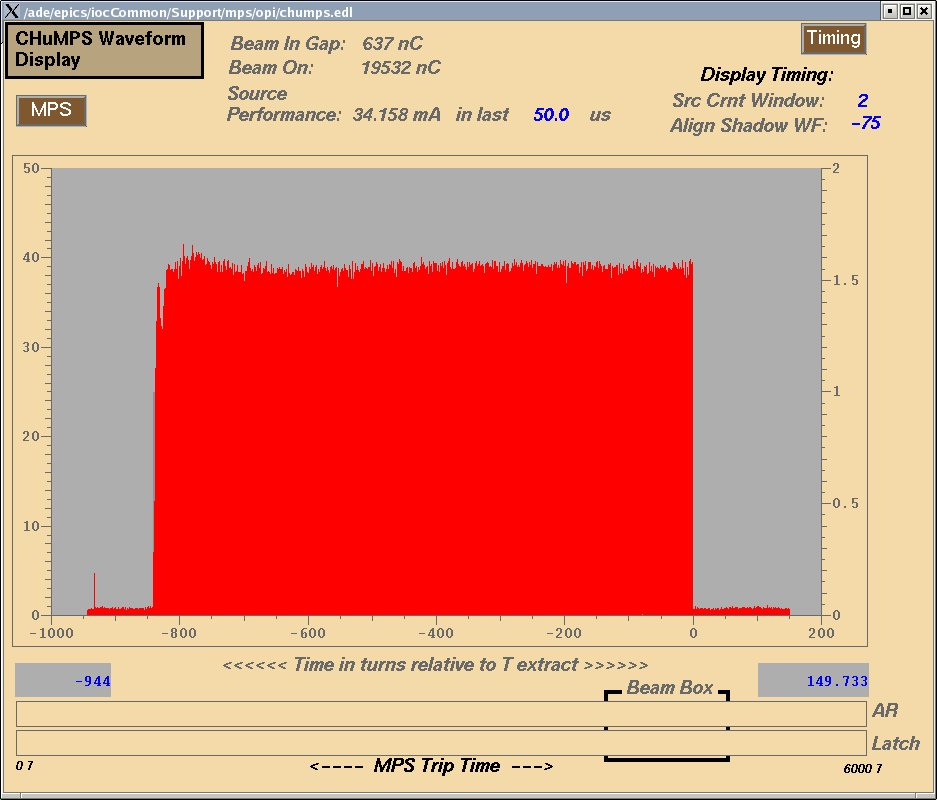 /ade/epics/iocCommon/Support/mps/opi/chumps.edl
CHuMPS Waveform
Display
MPS
Beam In Gap: 637 nC
Beam On: 19532 nC
Source
Performance: 34.158 mA in last 50.0 us
Timing
Display Timing:
Src Crnt Window: 2
Align Shadow WF: -75
50
40
30
20
10
0
2
1.5
1
0.5
0
-1000 -800 -600 -400 -200 0 200
<<<<<< Time in turns relative to T extract >>>>>>
-944
149.733
Beam Box
AR
Latch
0 7
<---- MPS Trip Time --->
6000 7